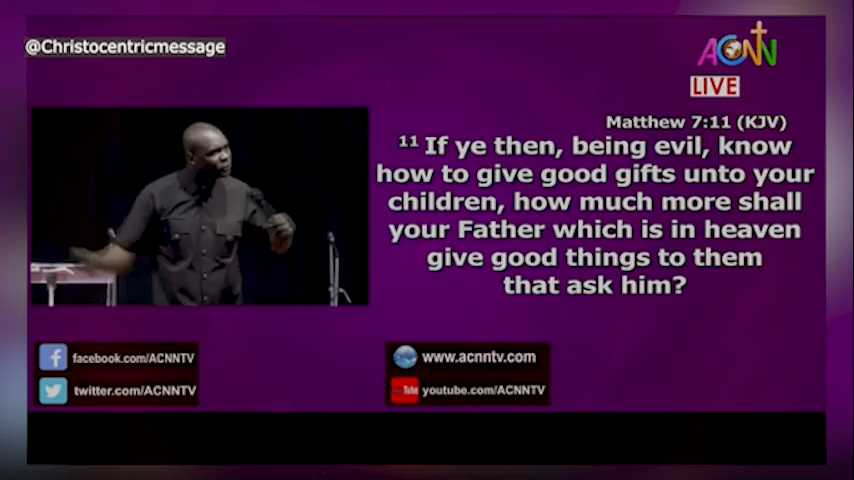 @Christocentricmessage
ACNN
LIVE
Matthew 7:11 (KJV)
11 If ye then, being evil, know
how to give good gifts unto your
children, how much more shall
your Father which is in heaven
give good things to them
that ask him?
facebook.com/ACNNTV
www.acnntv.com
twitter.com/ACNNTV
youtube.com/ACNNTV